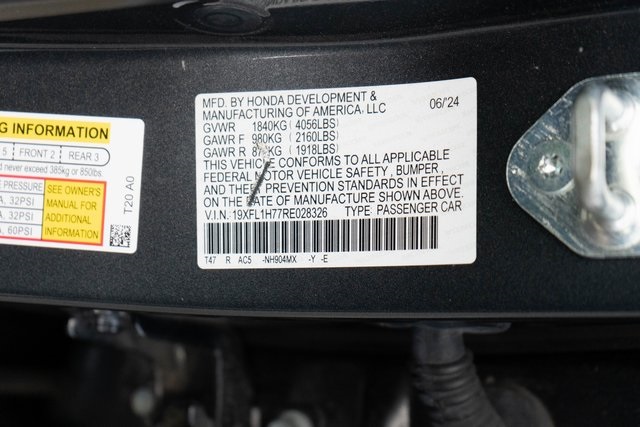 G INFORMATION
5 FRONT 2 REAR 3
never exceed 385kg or 850lbs
PRESSURE
32PSI
32PSI
60PSI
SEE OWNER'S
MANUAL FOR
ADDITIONAL
INFORMATION
T20 A0
MFD. BY HONDA DEVELOPMENT &
MANUFACTURING OF AMERICA, LLC 06/'24
GVWR 1840KG (4056LBS)
GAWR F 980KG (2160LBS)
GAWR R KG (1918LBS)
THIS VEHICLE CONFORMS TO ALL APPLICABLE
FEDERAL MOTOR VEHICLE SAFETY, BUMPER,
AND THEFT PREVENTION STANDARDS IN EFFECT
ON THE DATE OF MANUFACTURE SHOWN ABOVE.
V.I.N. 19XFL1H77RE028326 TYPE: PASSENGER CAR
T47 R AC5 -NH904MX -Y -E